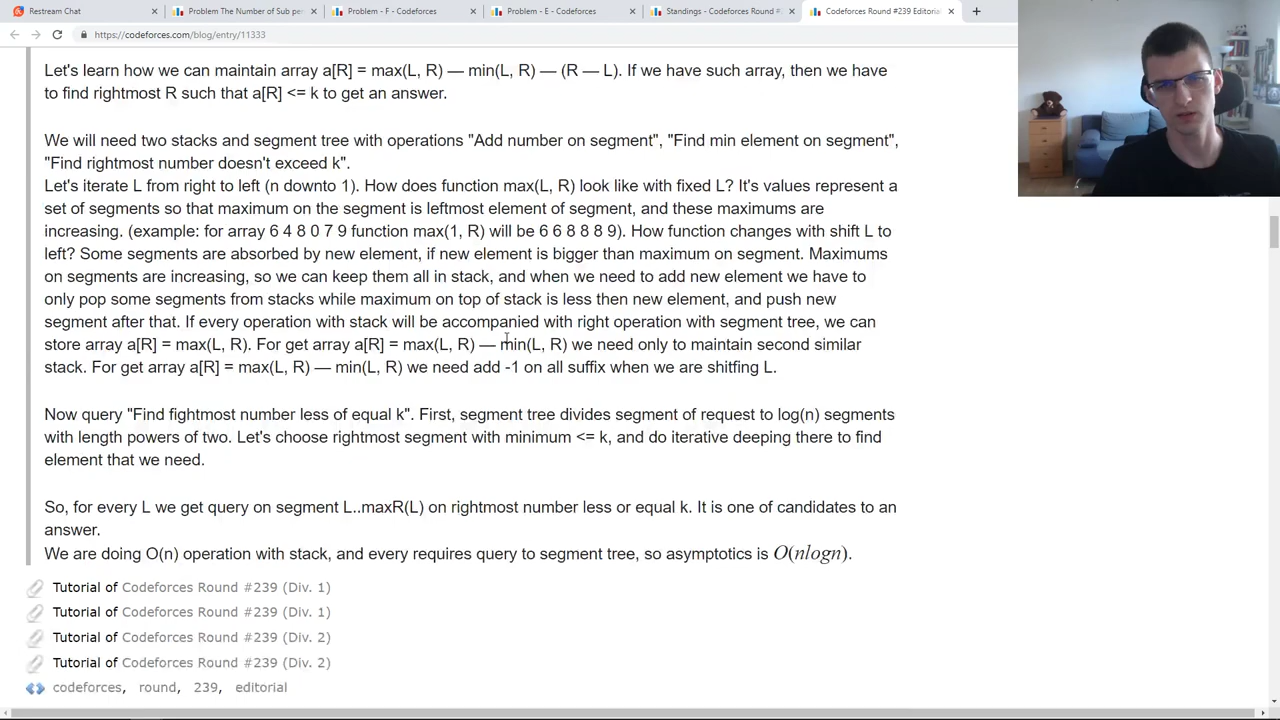 Restream Chat
Problem The Number of Sub pe
Problem - F - Codeforces
Problem - E - Codeforces
Standings - Codeforces Round #
Codeforces Round #239 Editoria
https://codeforces.com/blog/entry/11333
Let's learn how we can maintain array a[R] = max(L, R) — min(L, R) — (R — L). If we have such array, then we have
to find rightmost R such that a[R] <= k to get an answer.
We will need two stacks and segment tree with operations "Add number on segment", "Find min element on segment",
"Find rightmost number doesn't exceed k".
Let's iterate L from right to left (n downto 1). How does function max(L, R) look like with fixed L? It's values represent a
set of segments so that maximum on the segment is leftmost element of segment, and these maximums are
increasing. (example: for array 6 4 8 0 7 9 function max(1, R) will be 6 6 8 8 8 9). How function changes with shift L to
left? Some segments are absorbed by new element, if new element is bigger than maximum on segment. Maximums
on segments are increasing, so we can keep them all in stack, and when we need to add new element we have to
only pop some segments from stacks while maximum on top of stack is less then new element, and push new
segment after that. If every operation with stack will be accompanied with right operation with segment tree, we can
store array a[R] = max(L, R). For get array a[R] = max(L, R) — min(L, R) we need only to maintain second similar
stack. For get array a[R] = max(L, R) — min(L, R) we need add -1 on all suffix when we are shitfing L.
Now query "Find fightmost number less of equal k". First, segment tree divides segment of request to log(n) segments
with length powers of two. Let's choose rightmost segment with minimum <= k, and do iterative deeping there to find
element that we need.
So, for every L we get query on segment L..maxR(L) on rightmost number less or equal k. It is one of candidates to an
answer.
We are doing O(n) operation with stack, and every requires query to segment tree, so asymptotics is O(nlogn).
Tutorial of Codeforces Round #239 (Div. 1)
Tutorial of Codeforces Round #239 (Div. 1)
Tutorial of Codeforces Round #239 (Div. 2)
Tutorial of Codeforces Round #239 (Div. 2)
codeforces, round, 239, editorial